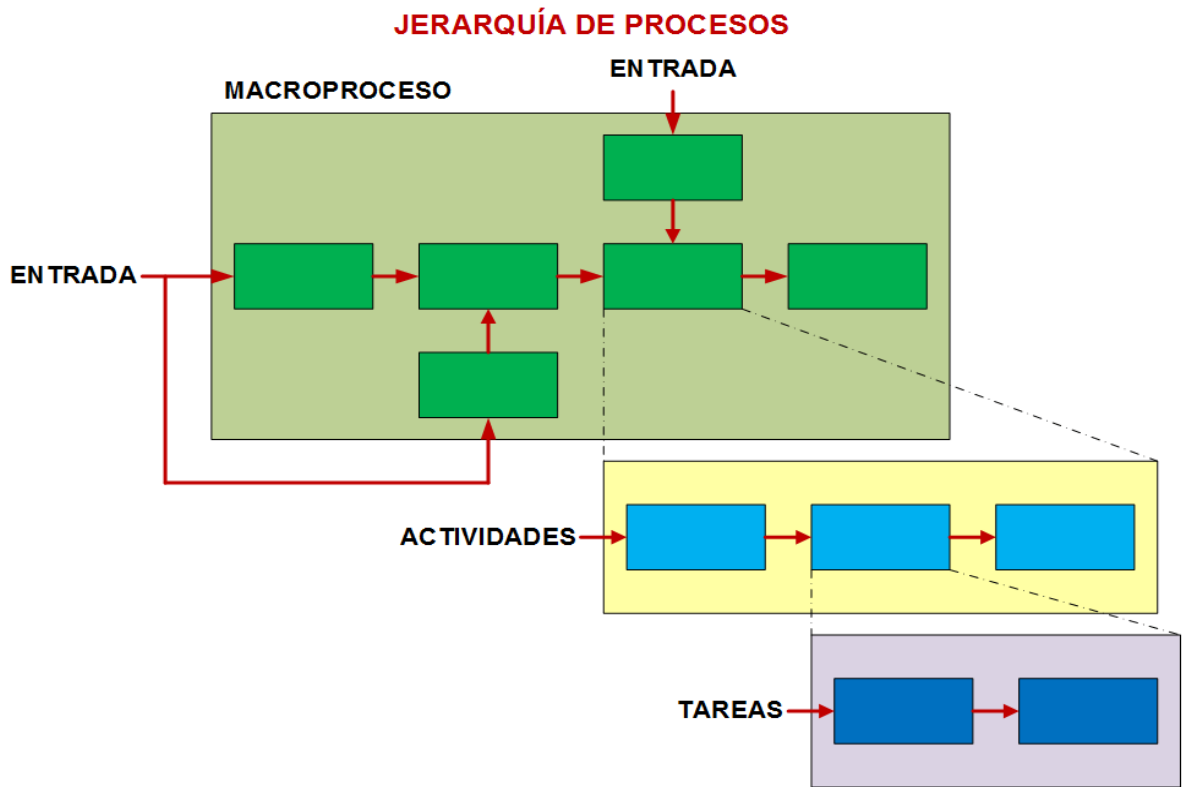 JERARQUÍA DE PROCESOS
ENTRADA
MACROPROCESO
ENTRADA
ACTIVIDADES
TAREAS